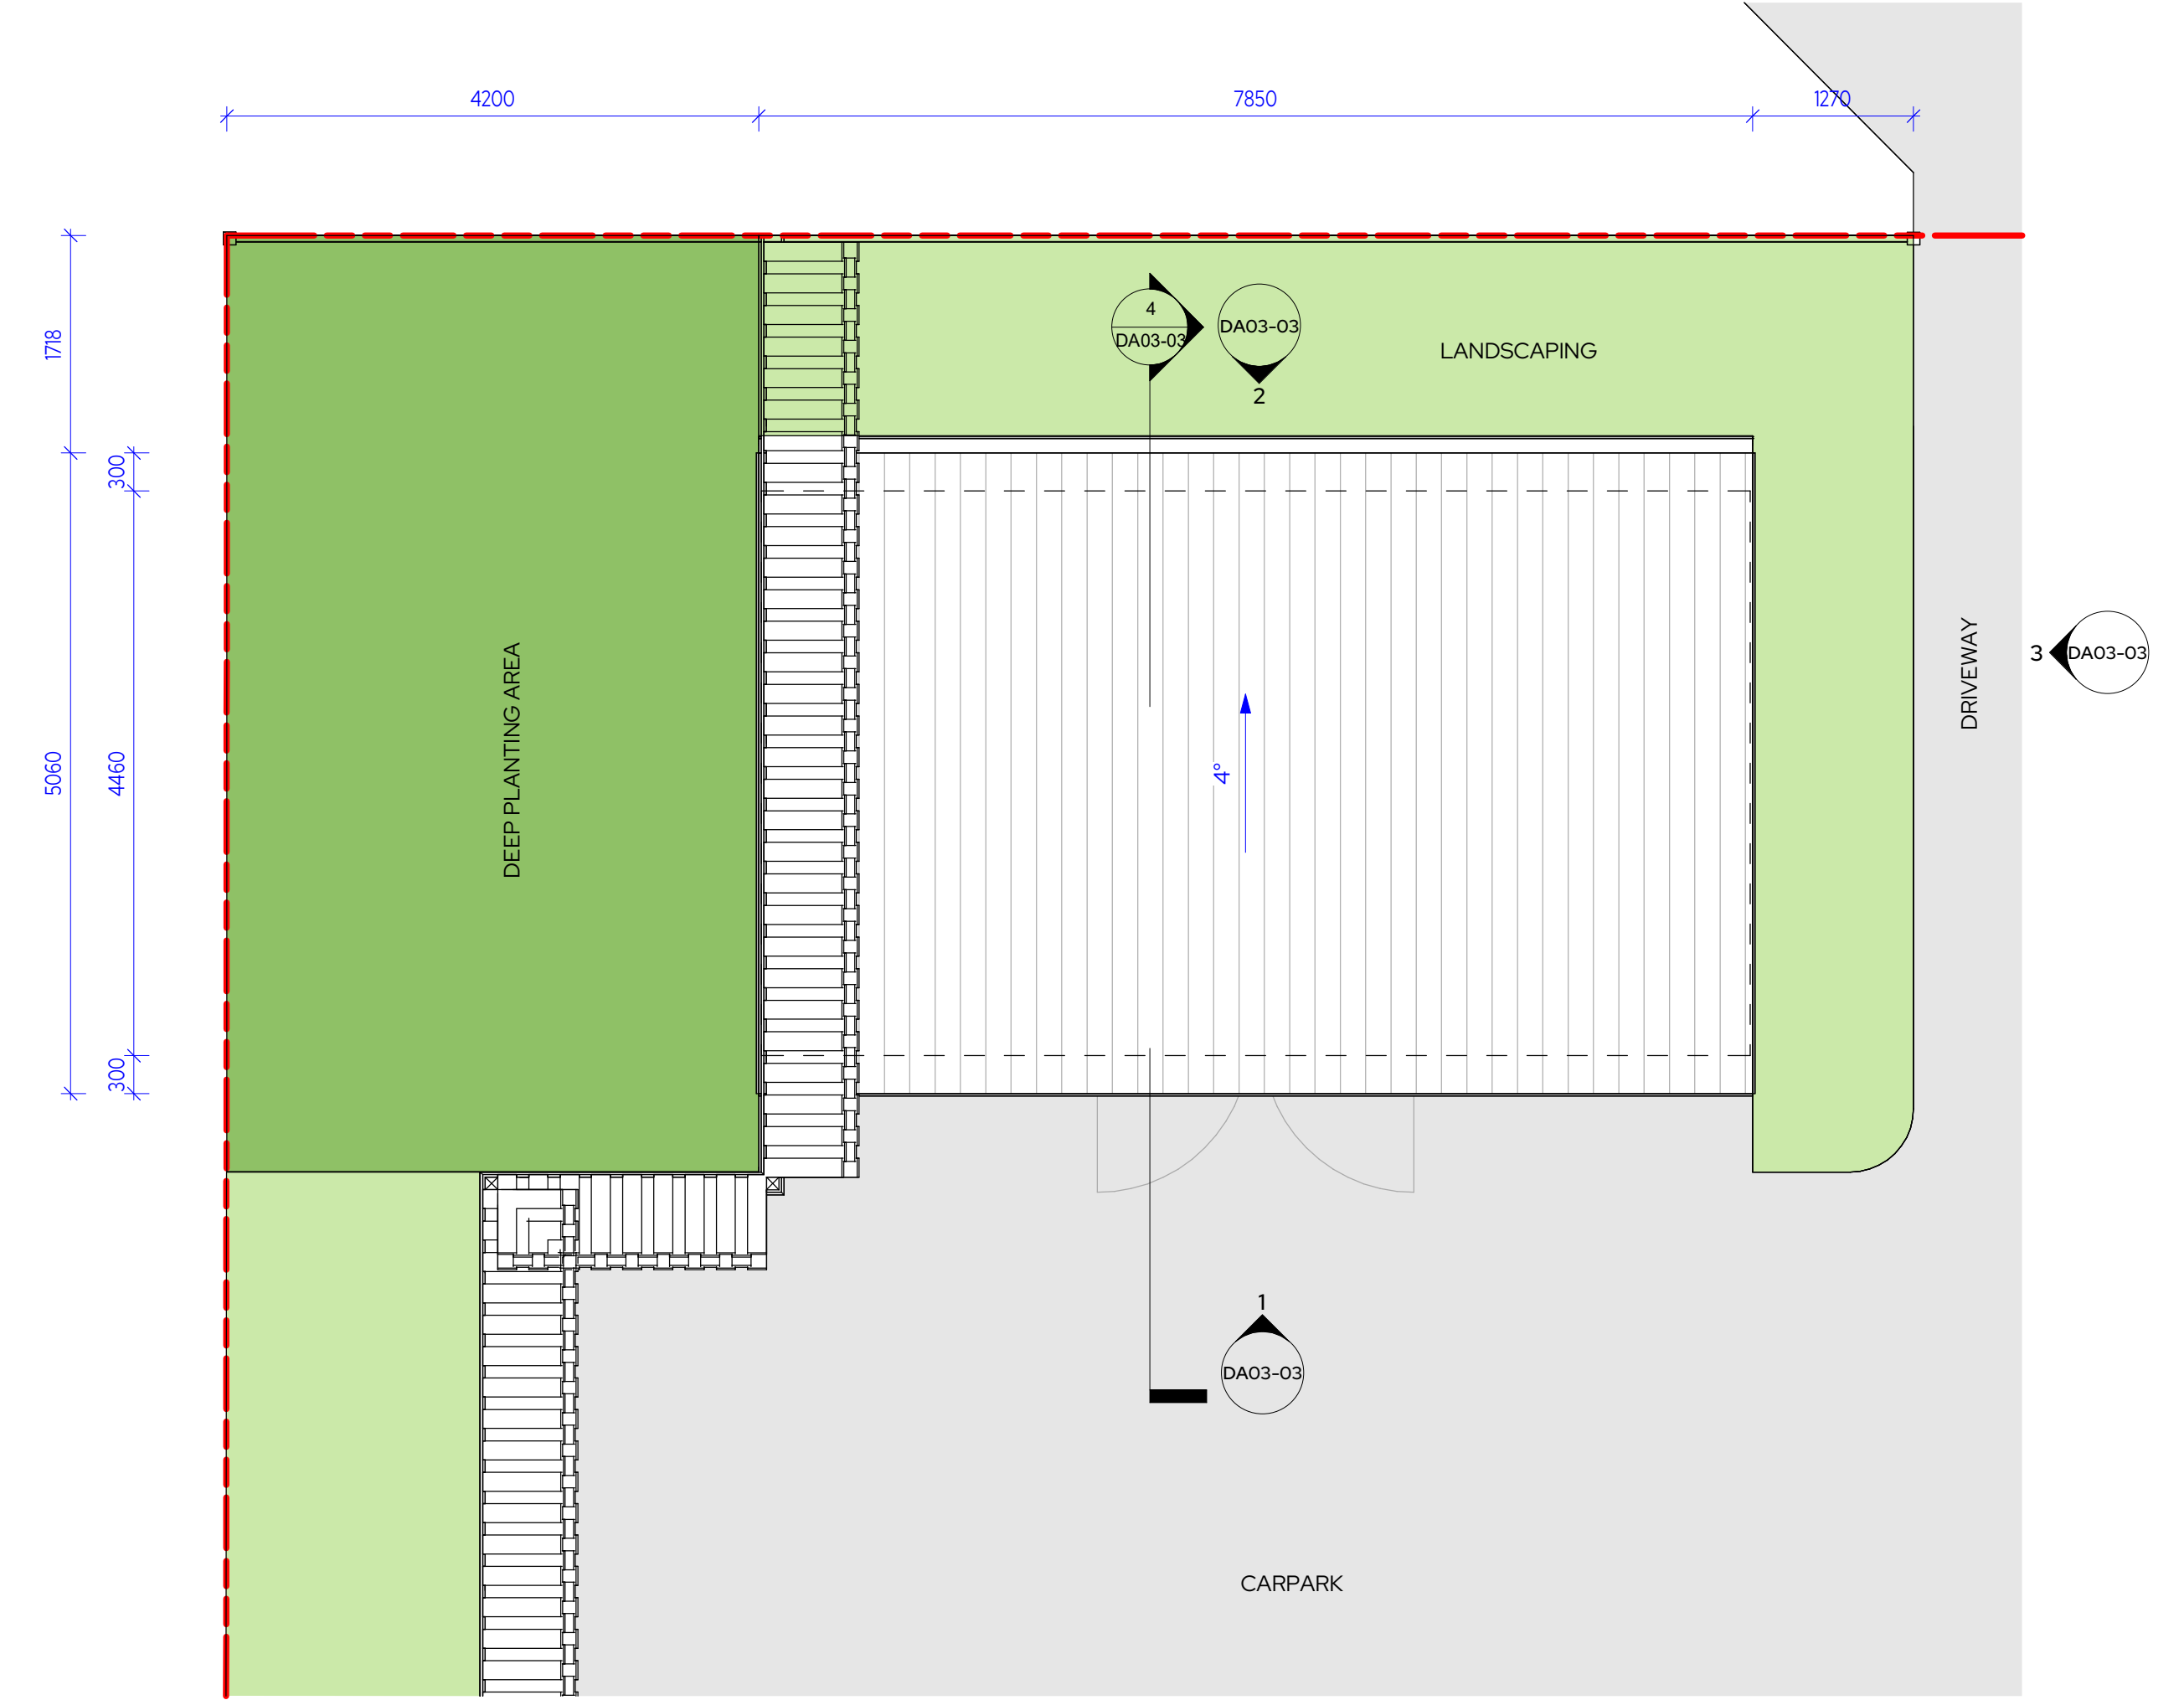 4200
7850
1270
1718
300
5060
4460
300
4
DA03-03
DA03-03
2
LANDSCAPING
DEEP PLANTING AREA
4°
DRIVEWAY
3
DA03-03
1
DA03-03
CARPARK